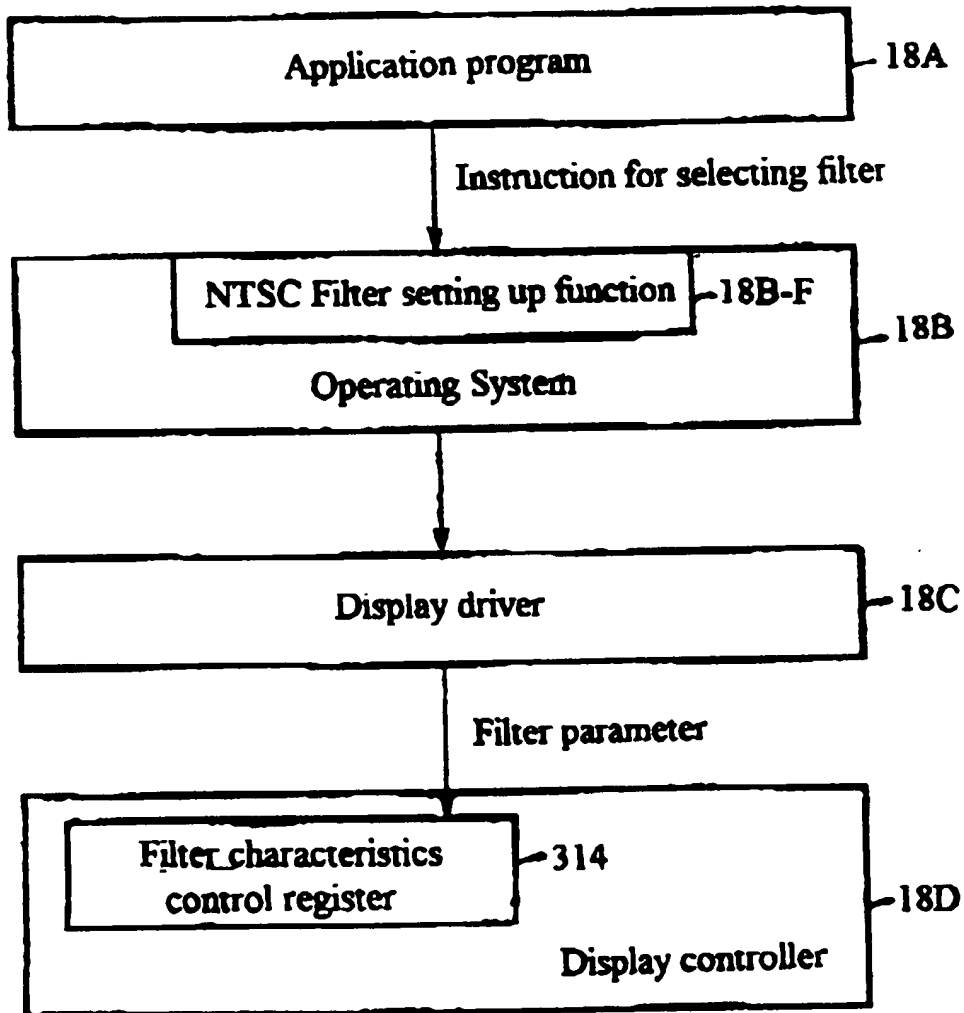 Application program
18A
Instruction for selecting filter
NTSC Filter setting up function
18B-F
18B
Operating System
Display driver
18C
Filter parameter
Filter characteristics
control register
314
18D
Display controller